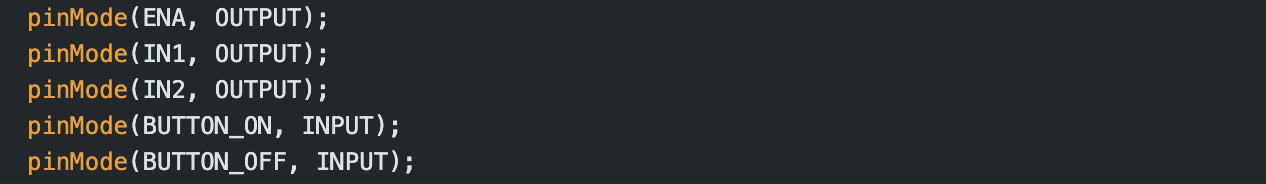 pinMode(ENA, OUTPUT);
pinMode(IN1, OUTPUT);
pinMode(IN2, OUTPUT);
pinMode(BUTTON_ON, INPUT);
pinMode(BUTTON_OFF, INPUT);